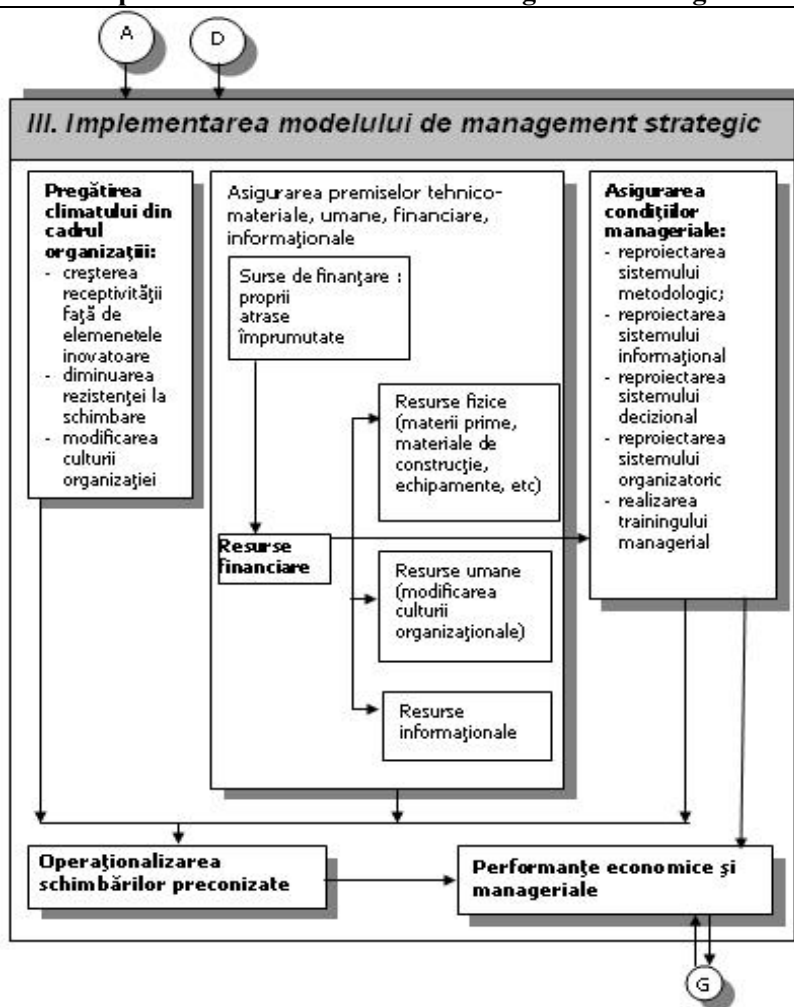 A
D
III. Implementarea modelului de management strategic
Pregătirea
climatului din
cadrul
organizaţiii:
- creşterea
receptivităţii
faţă de
elemenetele
inovatoare
- diminuarea
rezistenţei la
schimbare
- modificarea
culturii
organizaţiei
Asigurarea premiselor tehnico-
materiale, umane, financiare,
informaţionale
Surse de finanţare :
proprii
atrase
împrumutate
Resurse
financiare
Resurse fizice
(materii prime,
materiale de
construcţie,
echipamente, etc)
Resurse umane
(modificarea
culturii
organizaţionale)
Resurse
informaţionale
Asigurarea
condiţiilor
manageriale:
- reproiectarea
sistemului
metodologic;
- reproiectarea
sistemului
informaţional
- reproiectarea
sistemului
decizional
- reproiectarea
sistemului
organizatoric
- realizarea
trainingului
managerial
Operaţionalizarea
schimbărilor preconizate
Performanţe economice şi
manageriale
G